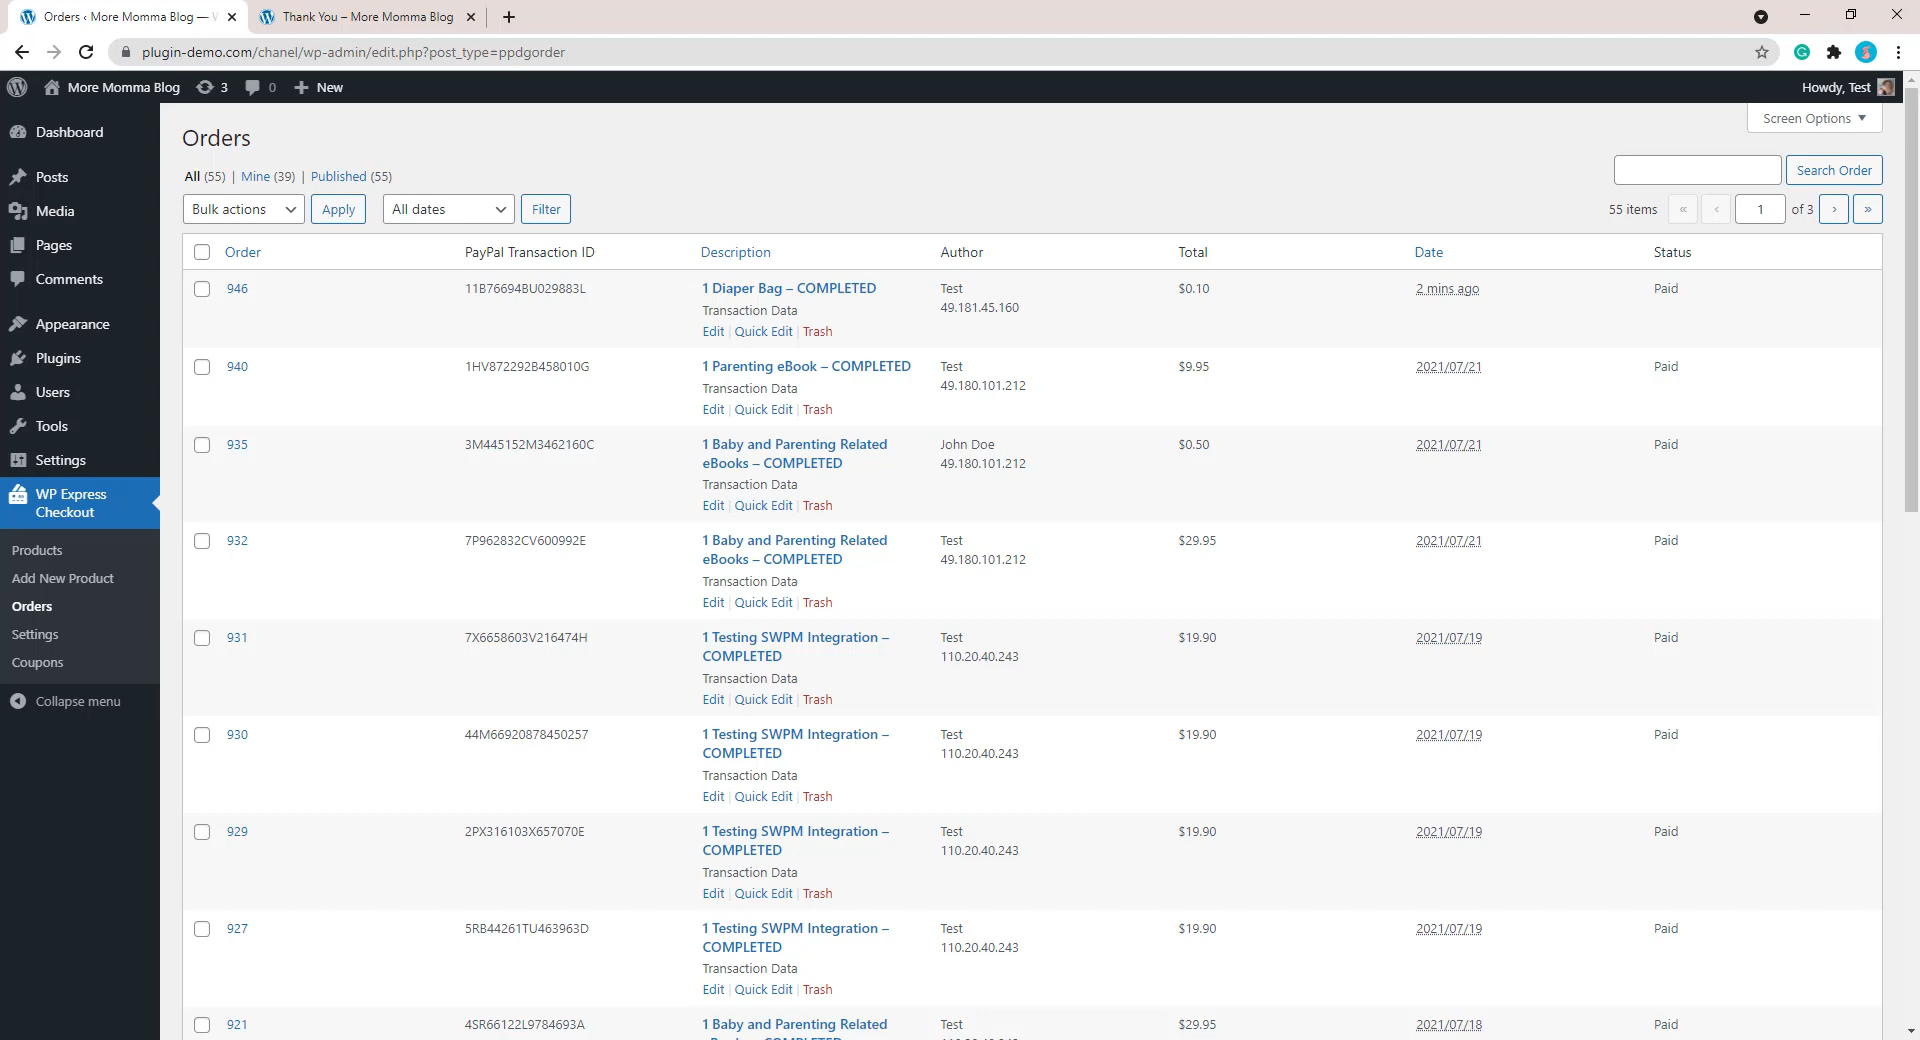 Orders ‹ More Momma Blog —
Thank You – More Momma Blog
plugin-demo.com/chanel/wp-admin/edit.php?post_type=ppdgorder
More Momma Blog 3 0 New Howdy, Test
Dashboard
Posts
Media
Pages
Comments
Appearance
Plugins
Users
Tools
Settings
WP Express
Checkout
Products
Add New Product
Orders
Settings
Coupons
Collapse menu
Screen Options
Orders
All (55) | Mine (39) | Published (55)
Search Order
Bulk actions Apply All dates Filter 55 items « ‹ 1 of 3 › »
Order PayPal Transaction ID Description Author Total Date Status
946 11B76694BU029883L 1 Diaper Bag – COMPLETED Test $0.10 2 mins ago Paid
Transaction Data 49.181.45.160
Edit | Quick Edit | Trash
940 1HV872292B458010G 1 Parenting eBook – COMPLETED Test $9.95 2021/07/21 Paid
Transaction Data 49.180.101.212
Edit | Quick Edit | Trash
935 3M445152M3462160C 1 Baby and Parenting Related John Doe $0.50 2021/07/21 Paid
eBooks – COMPLETED 49.180.101.212
Transaction Data
Edit | Quick Edit | Trash
932 7P962832CV600992E 1 Baby and Parenting Related Test $29.95 2021/07/21 Paid
eBooks – COMPLETED 49.180.101.212
Transaction Data
Edit | Quick Edit | Trash
931 7X6658603V216474H 1 Testing SWPM Integration – Test $19.90 2021/07/19 Paid
COMPLETED 110.20.40.243
Transaction Data
Edit | Quick Edit | Trash
930 44M66920878450257 1 Testing SWPM Integration – Test $19.90 2021/07/19 Paid
COMPLETED 110.20.40.243
Transaction Data
Edit | Quick Edit | Trash
929 2PX316103X657070E 1 Testing SWPM Integration – Test $19.90 2021/07/19 Paid
COMPLETED 110.20.40.243
Transaction Data
Edit | Quick Edit | Trash
927 5RB44261TU463963D 1 Testing SWPM Integration – Test $19.90 2021/07/19 Paid
COMPLETED 110.20.40.243
Transaction Data
Edit | Quick Edit | Trash
921 4SR66122L9784693A 1 Baby and Parenting Related Test $29.95 2021/07/18 Paid